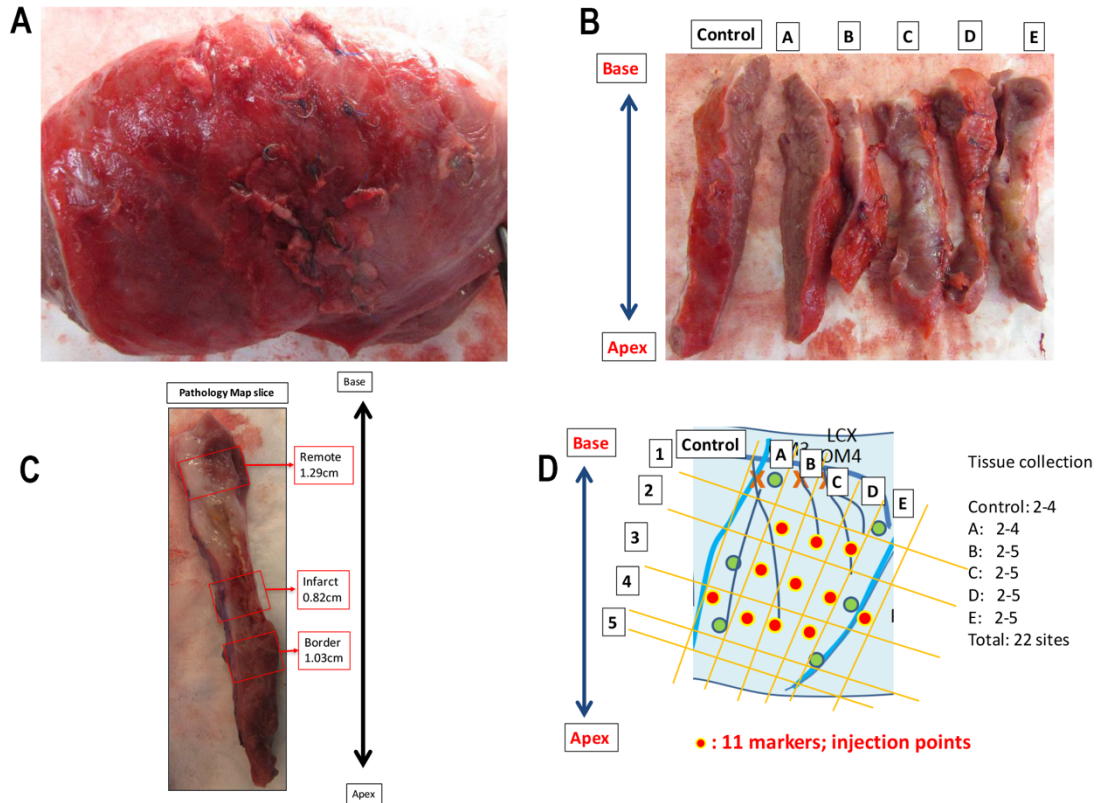 A
B
Control
A
B
C
D
E
Base
Apex
C
Pathology Map slice
Base
Remote
1.29cm
Infarct
0.82cm
Border
1.03cm
Apex
D
Base
Apex
Control
LCX
OM4
A
B
C
D
E
1
2
3
4
5
Tissue collection
Control: 2-4
A: 2-4
B: 2-5
C: 2-5
D: 2-5
E: 2-5
Total: 22 sites
: 11 markers; injection points